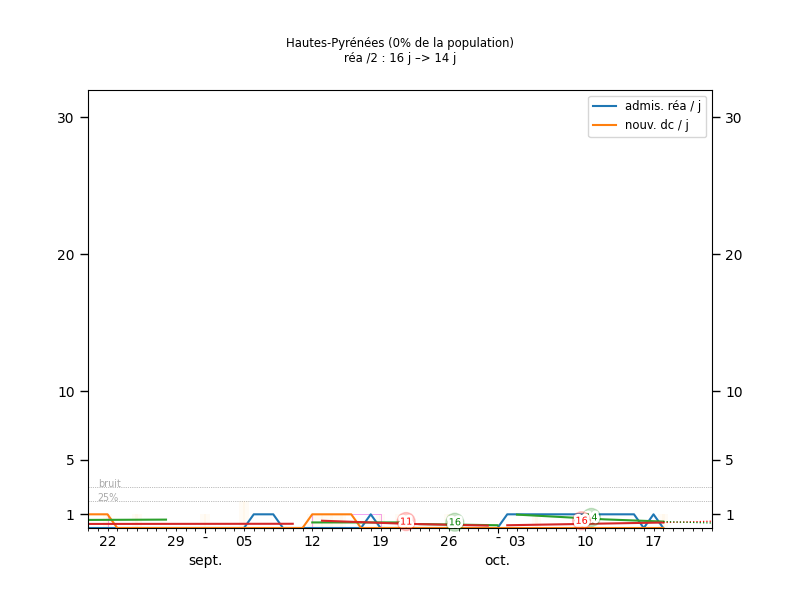 Hautes-Pyrénées (0% de la population)
réa /2 : 16 j –> 14 j
admis. réa / j
nouv. dc / j
30 30
20 20
10 10
5 5
bruit
25%
1 1
11 16 16 4
22 29 - 05 12 19 26 - 03 10 17
sept. oct.